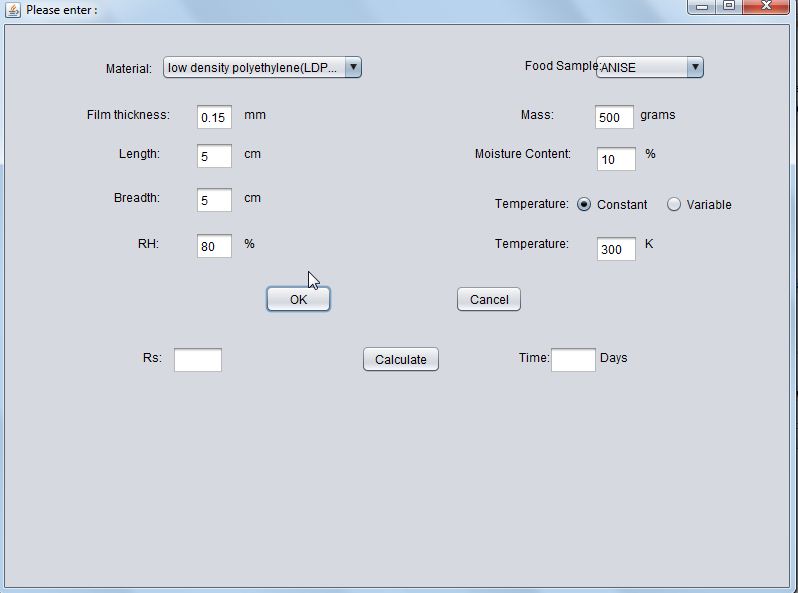 Please enter :
Material: low density polyethylene(LDP... Food Sample: ANISE
Film thickness: 0.15 mm Mass: 500 grams
Length: 5 cm Moisture Content: 10 %
Breadth: 5 cm Temperature: Constant Variable
RH: 80 % Temperature: 300 K
OK Cancel
Rs: Calculate Time: Days